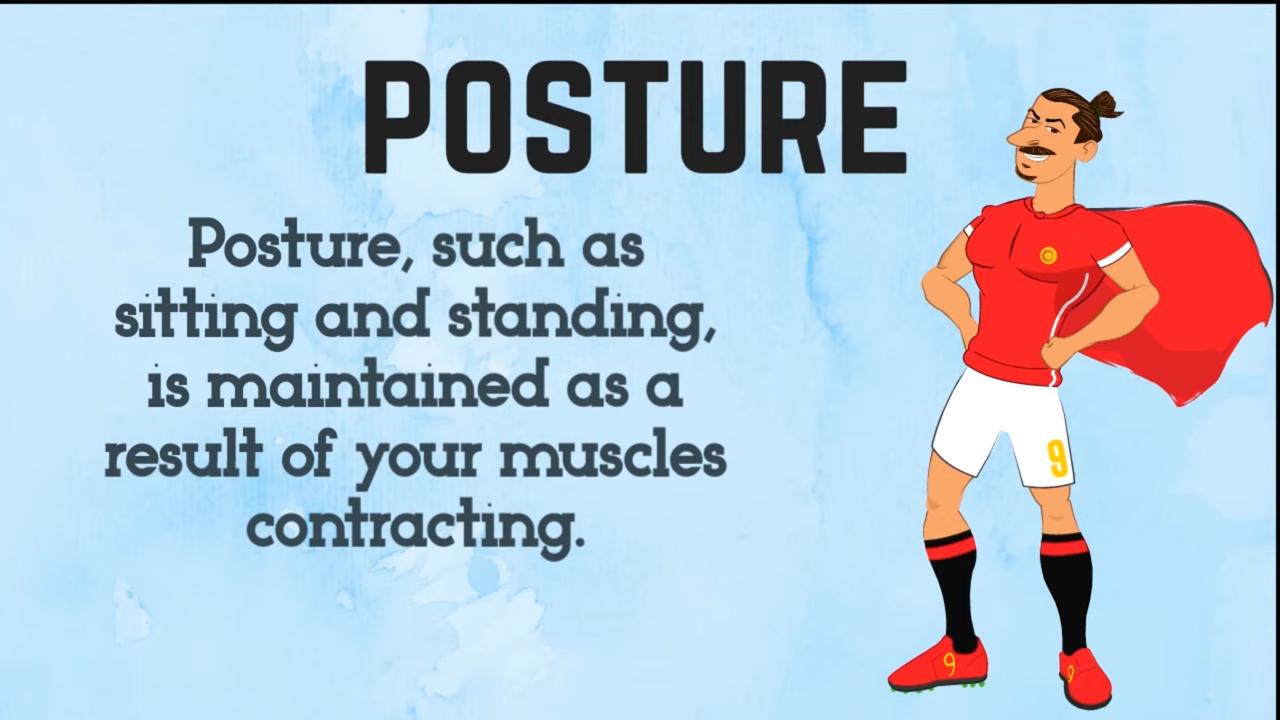 POSTURE
Posture, such as
sitting and standing,
is maintained as a
result of your muscles
contracting.
9
9
9